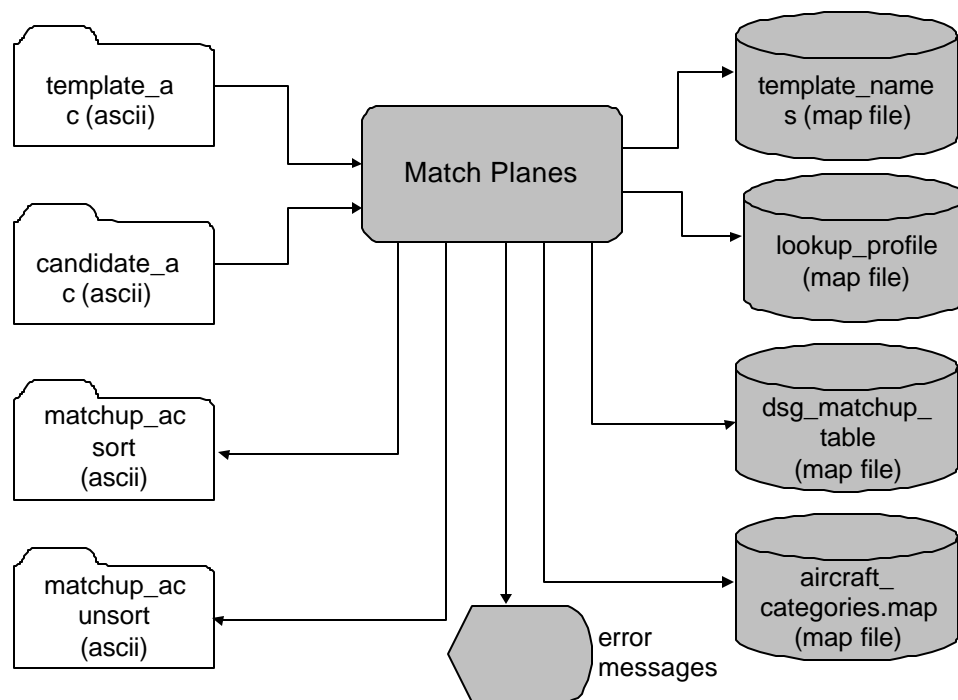 template_a
c (ascii)
candidate_a
c (ascii)
matchup_ac
sort
(ascii)
matchup_ac
unsort
(ascii)
Match Planes
error
messages
template_name
s (map file)
lookup_profile
(map file)
dsg_matchup_
table
(map file)
aircraft_
categories.map
(map file)